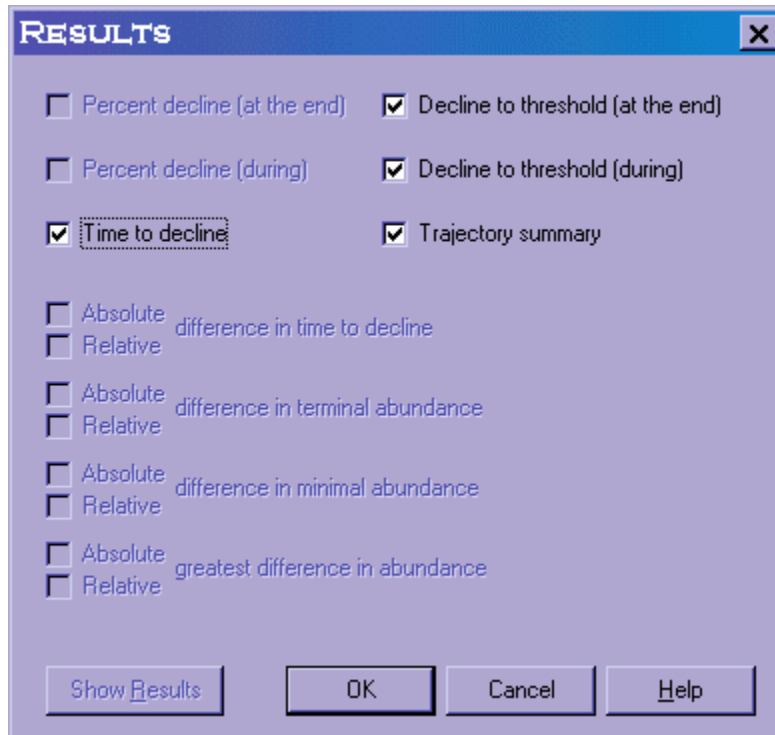 RESULTS
Percent decline (at the end)
Decline to threshold (at the end)
Percent decline (during)
Decline to threshold (during)
Time to decline
Trajectory summary
Absolute
Relative
difference in time to decline
Absolute
Relative
difference in terminal abundance
Absolute
Relative
difference in minimal abundance
Absolute
Relative
greatest difference in abundance
Show Results
OK
Cancel
Help